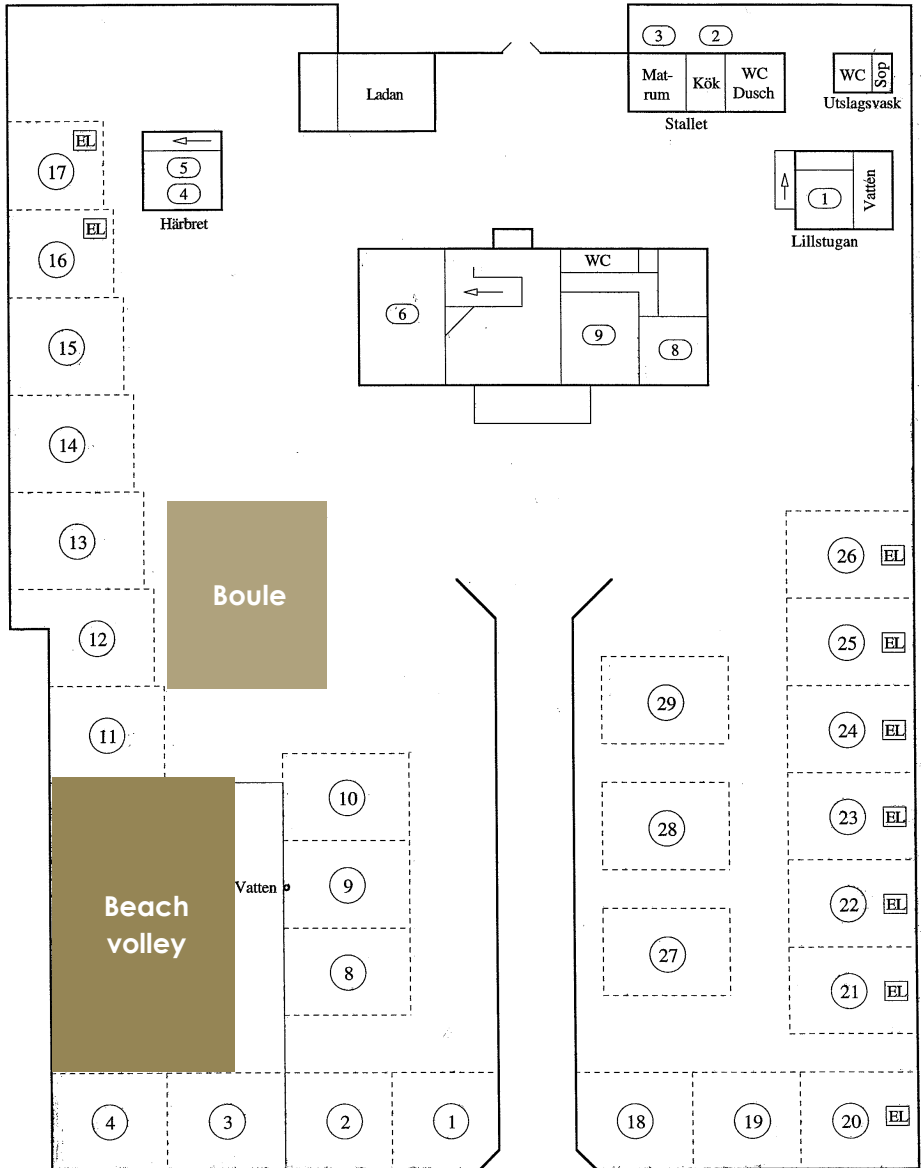 3
2
Mat-
rum
Kök
WC
Dusch
Stallet
WC
Sop
Utslagsvask
Ladan
EL
17
5
4
Härbret
1
Vatten
Lillstugan
EL
16
WC
6
9
8
15
14
13
Boule
12
11
26
EL
25
EL
29
24
EL
10
28
23
EL
Vatten
9
Beach
volley
22
EL
8
27
21
EL
4
3
2
1
18
19
20
EL